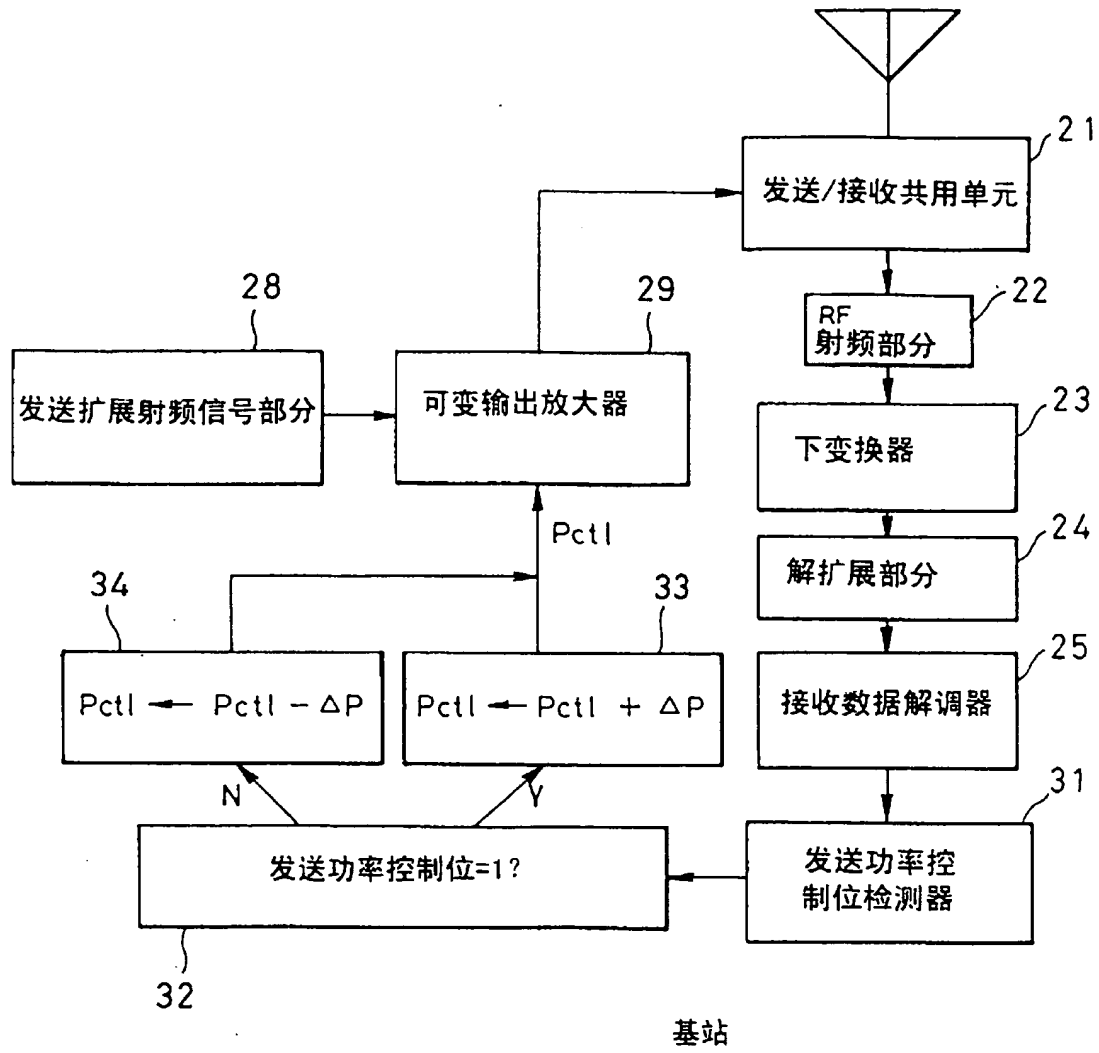 21
发送/接收共用单元
28
29
22
RF
射频部分
发送扩展射频信号部分
可变输出放大器
23
下变换器
Pctl
24
解扩展部分
34
33
25
Pctl ← Pctl - △P
Pctl ← Pctl + △P
接收数据解调器
N
Y
31
发送功率控制位=1?
发送功率控
制位检测器
32
基站